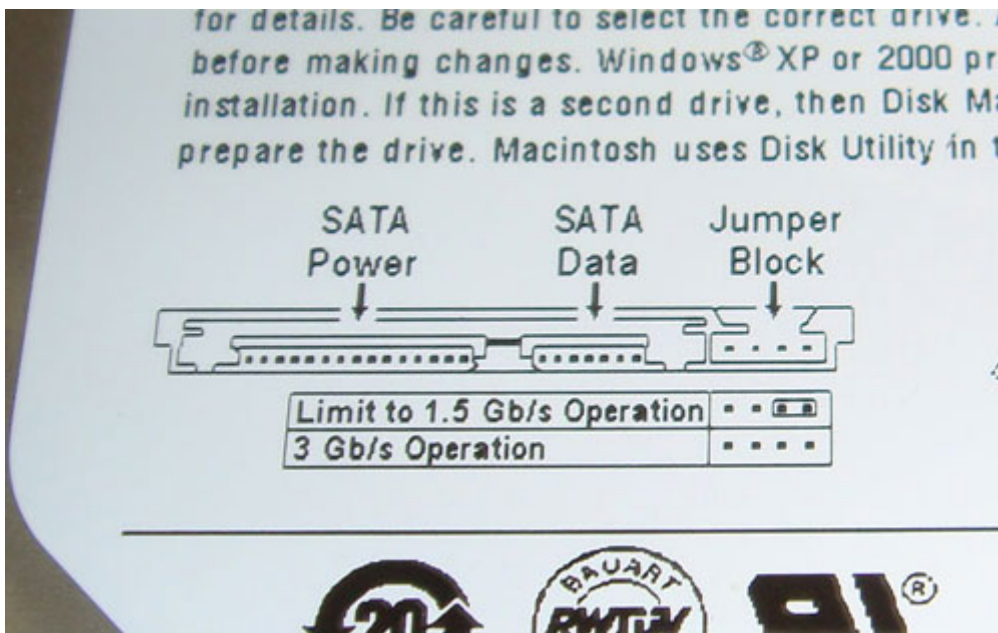 for details. Be careful to select the correct drive.
before making changes. Windows® XP or 2000 pr
installation. If this is a second drive, then Disk Ma
prepare the drive. Macintosh uses Disk Utility in t
SATA Power
SATA Data
Jumper Block
Limit to 1.5 Gb/s Operation
3 Gb/s Operation
20
BAUART
®